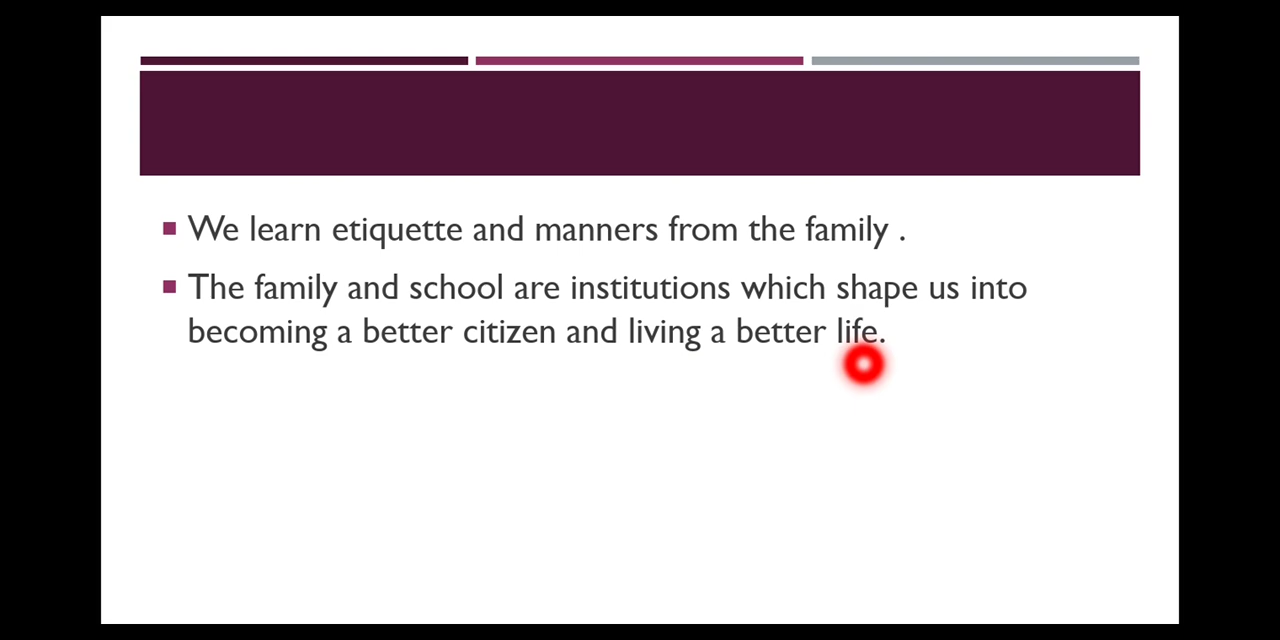 We learn etiquette and manners from the family .
The family and school are institutions which shape us into
becoming a better citizen and living a better life.